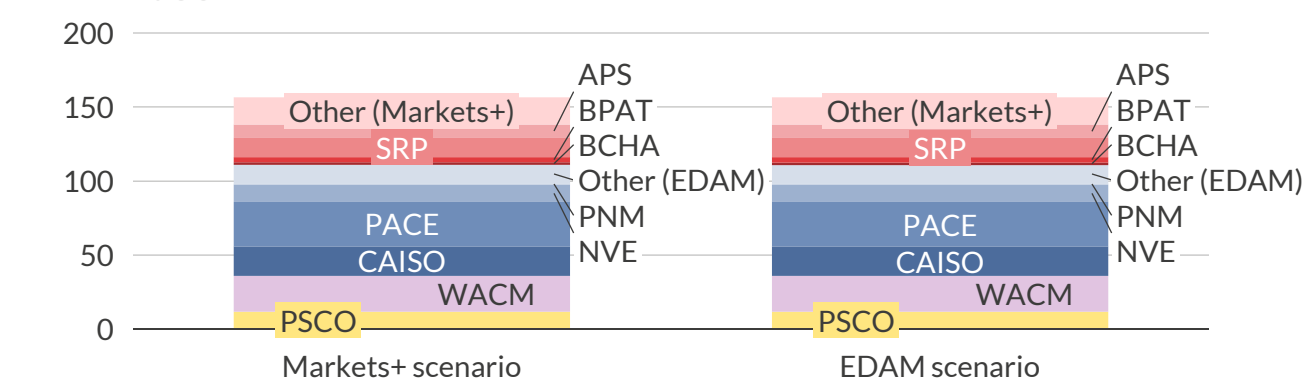 200
150
100
50
0
Other (Markets+)
SRP
PACE
CAISO
WACM
PSCO
APS
BPAT
BCHA
Other (EDAM)
PNM
NVE
Markets+ scenario
Other (Markets+)
SRP
PACE
CAISO
WACM
PSCO
APS
BPAT
BCHA
Other (EDAM)
PNM
NVE
EDAM scenario